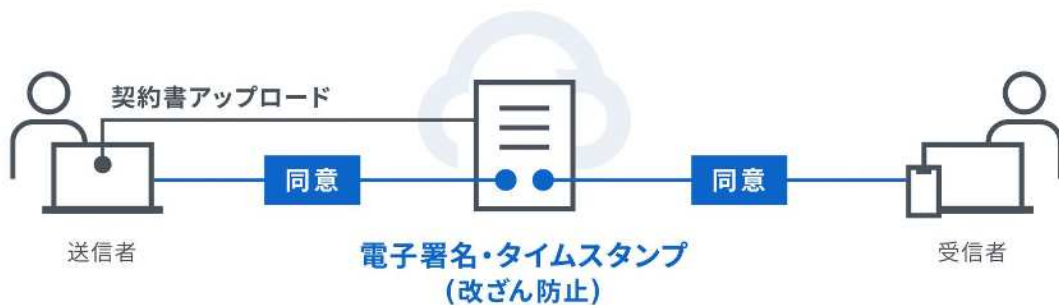 契約書アップロード
同意
同意
送信者
電子署名・タイムスタンプ
(改ざん防止)
受信者